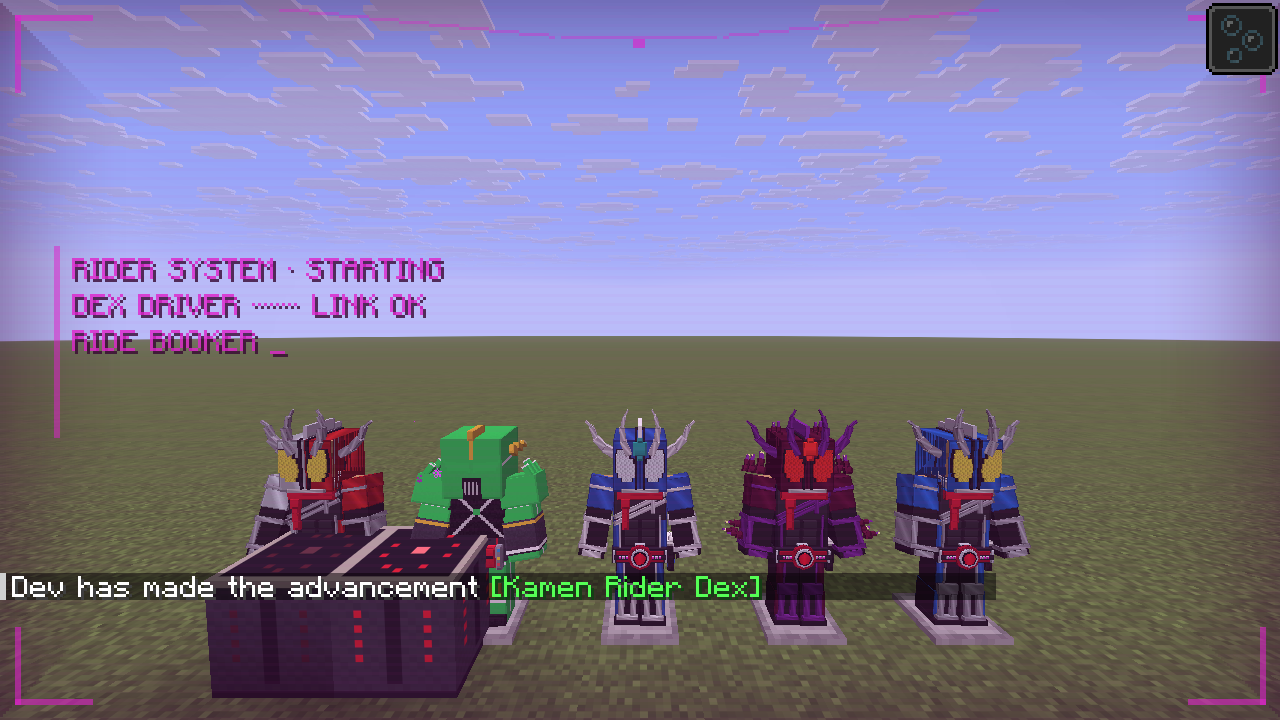 RIDER SYSTEM · STARTING
DEX DRIVER ······· LINK OK
RIDE BOOKER _
Dev has made the advancement [Kamen Rider Dex]